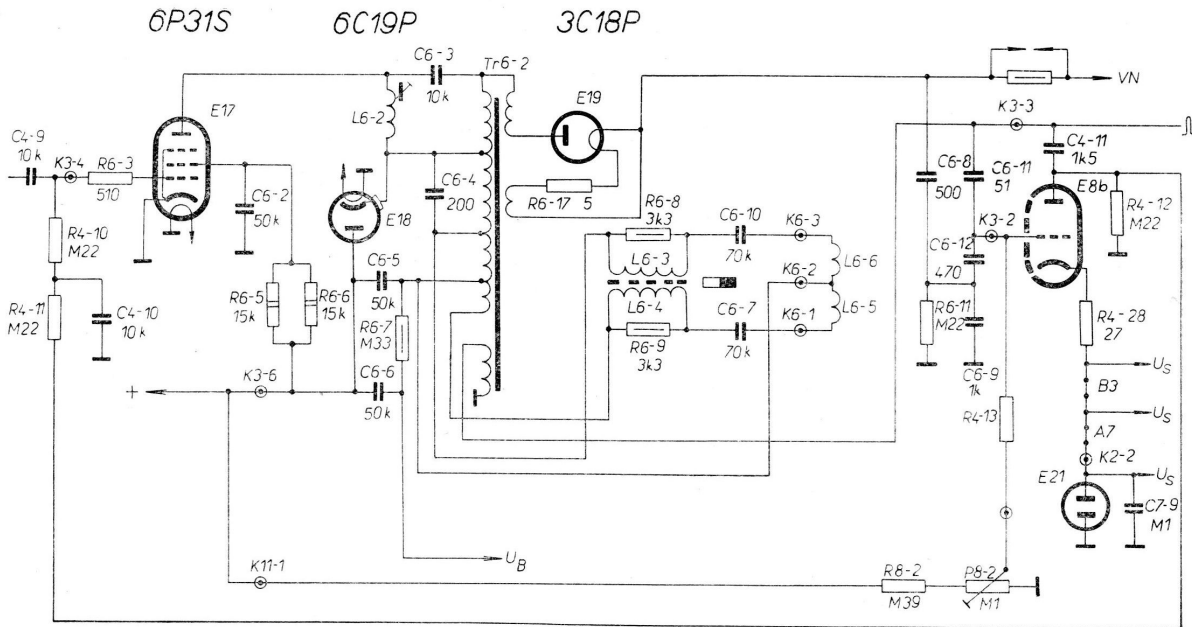 6P31S
6C19P
3C18P
C6-3
10k
Tr6-2
E19
VN
K3-3
E17
L6-2
C4-9
10k
K3-4
R6-3
510
C6-2
50k
E18
C6-4
200
R6-17
5
R6-8
3k3
C6-10
70k
K6-3
C6-8
500
C6-11
51
C4-11
1k5
E8b
R4-12
M22
K3-2
C6-12
470
R4-10
M22
L6-3
L6-4
K6-2
L6-6
L6-5
C6-5
50k
R6-5
15k
R6-6
15k
R6-7
M33
R4-11
M22
C4-10
10k
R6-9
3k3
C6-7
70k
K6-1
R6-11
M22
R4-28
27
C6-9
1k
US
B3
US
R4-13
A7
K2-2
US
E21
C7-9
M1
+
K3-6
C6-6
50k
UB
K11-1
R8-2
M39
P8-2
M1